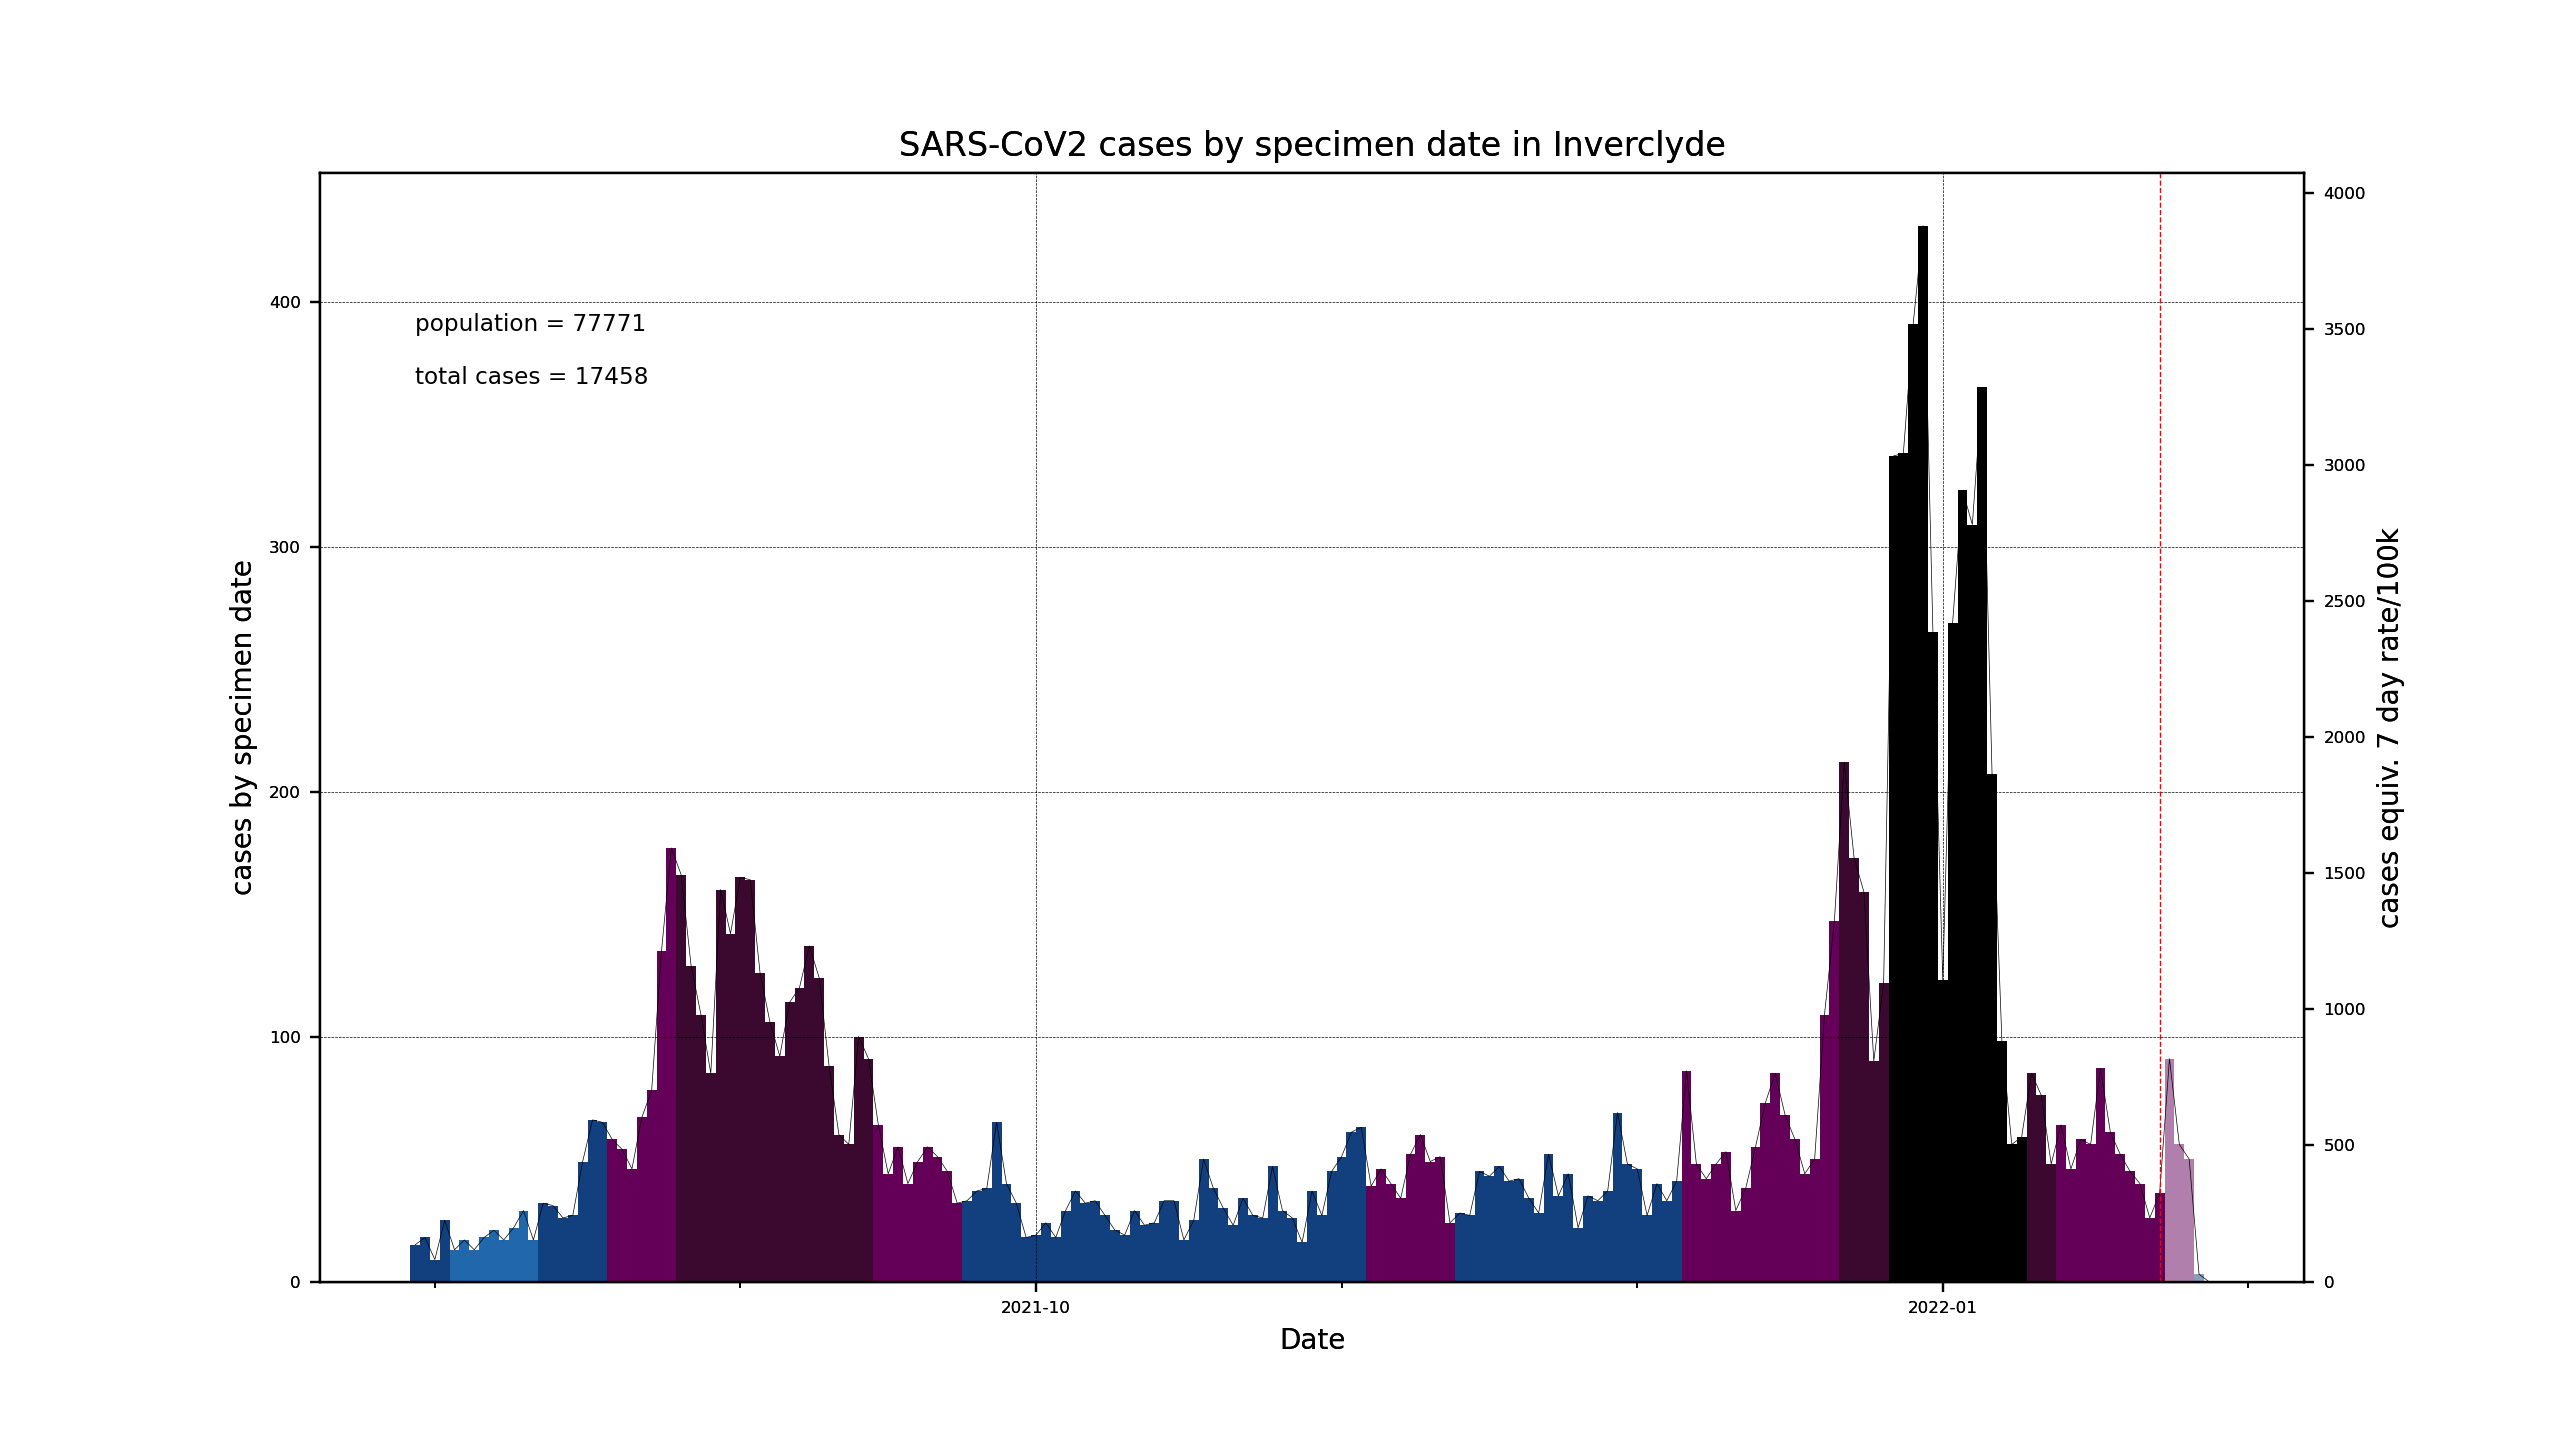 SARS-CoV2 cases by specimen date in Inverclyde
population = 77771
total cases = 17458
cases by specimen date
400
300
200
100
0
4000
3500
3000
2500
2000
1500
1000
500
0
cases equiv. 7 day rate/100k
2021-10
2022-01
Date